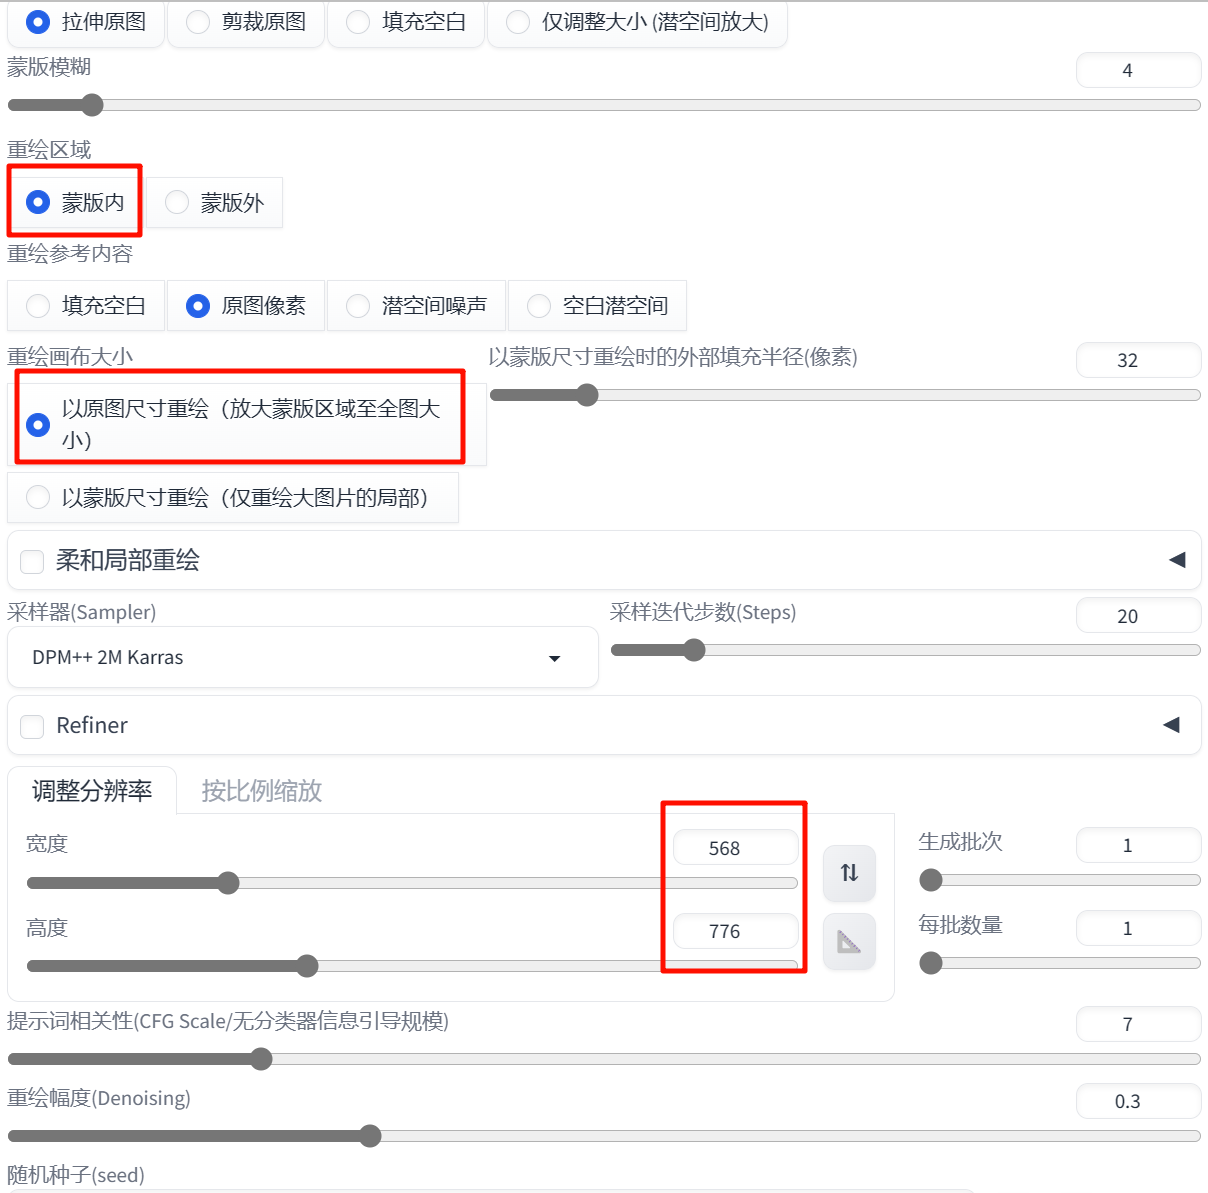 拉伸原图 剪裁原图 填充空白 仅调整大小 (潜空间放大)
蒙版模糊 4
重绘区域
蒙版内 蒙版外
重绘参考内容
填充空白 原图像素 潜空间噪声 空白潜空间
重绘画布大小 以蒙版尺寸重绘时的外部填充半径(像素) 32
以原图尺寸重绘（放大蒙版区域至全图大
小）
以蒙版尺寸重绘（仅重绘大图片的局部）
柔和局部重绘
采样器(Sampler) 采样迭代步数(Steps) 20
DPM++ 2M Karras
Refiner
调整分辨率 按比例缩放
宽度 568 生成批次 1
高度 776 每批数量 1
提示词相关性(CFG Scale/无分类器信息引导规模) 7
重绘幅度(Denoising) 0.3
随机种子(seed)